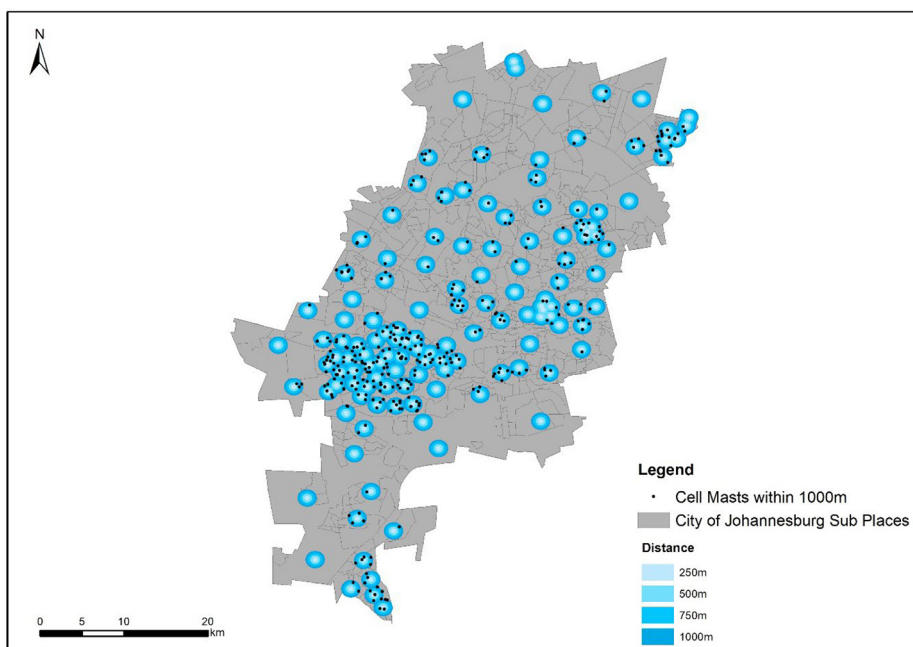 N
Legend
Cell Masts within 1000m
City of Johannesburg Sub Places
Distance
250m
500m
750m
1000m
0 5 10 20
km